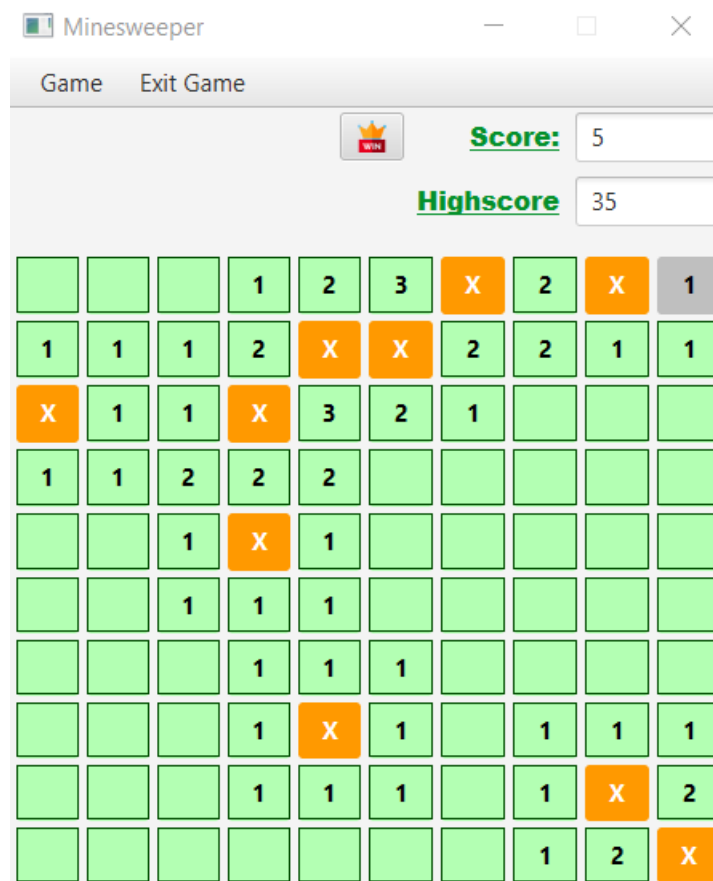 Minesweeper
Game Exit Game
WIN Score: 5
Highscore 35
1 2 3 X 2 X 1
1 1 1 2 X X 2 2 1 1
X 1 1 X 3 2 1
1 1 2 2 2
1 X 1
1 1 1
1 1 1
1 X 1 1 1 1
1 1 1 1 X 2
1 2 X